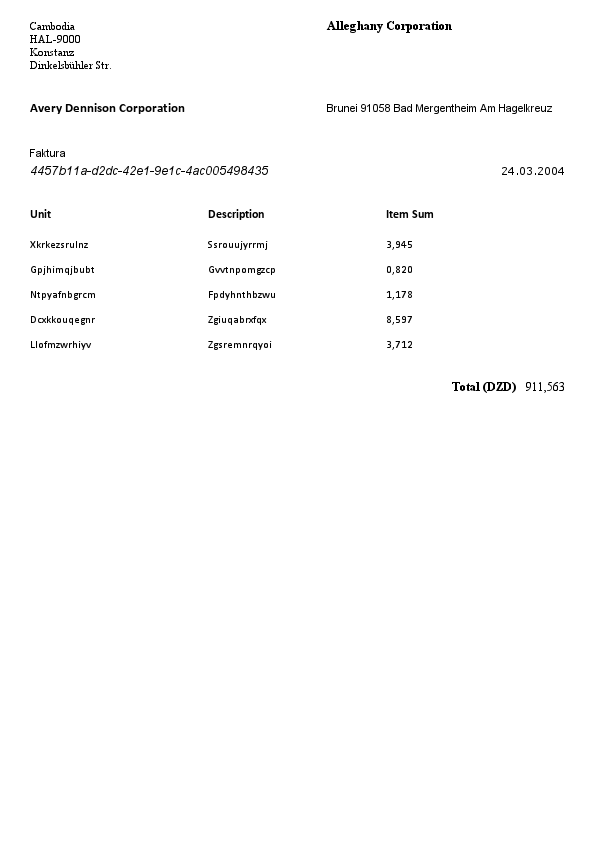 Cambodia
HAL-9000
Konstanz
Dinkelsbühler Str.
Alleghany Corporation
Avery Dennison Corporation
Brunei 91058 Bad Mergentheim Am Hagelkreuz
Faktura
4457b11a-d2dc-42e1-9e1c-4ac005498435 24.03.2004
Unit Description Item Sum
Xkrkezsrulnz Ssrouujyrrmj 3,945
Gpjhimqjbubt Gvvtnpomgzcp 0,820
Ntpyafnbgrcm Fpdyhnthbzwu 1,178
Dcxkkouqegnr Zgiuqabrxfqx 8,597
Llofmzwrhiyv Zgsremnrqyoi 3,712
Total (DZD) 911,563